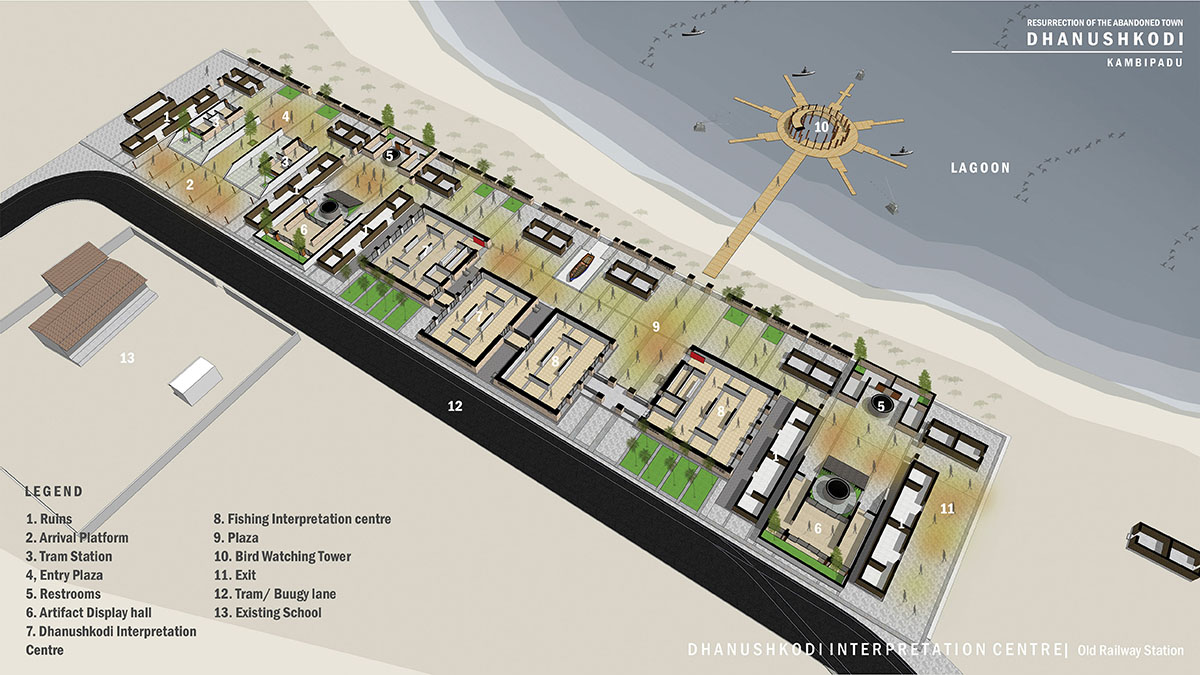 RESURRECTION OF THE ABANDONED TOWN
DHANUSHKODI
KAMBIPADU
LAGOON
10
1
3
4
5
3
2
1
6
1
7
9
8
8
5
1
6
1
11
12
13
LEGEND
1. Ruins
2. Arrival Platform
3. Tram Station
4, Entry Plaza
5. Restrooms
6. Artifact Display hall
7. Dhanushkodi Interpretation
Centre
8. Fishing Interpretation centre
9. Plaza
10. Bird Watching Tower
11. Exit
12. Tram/ Buugy lane
13. Existing School
DHANUSHKODI INTERPRETATION CENTRE| Old Railway Station